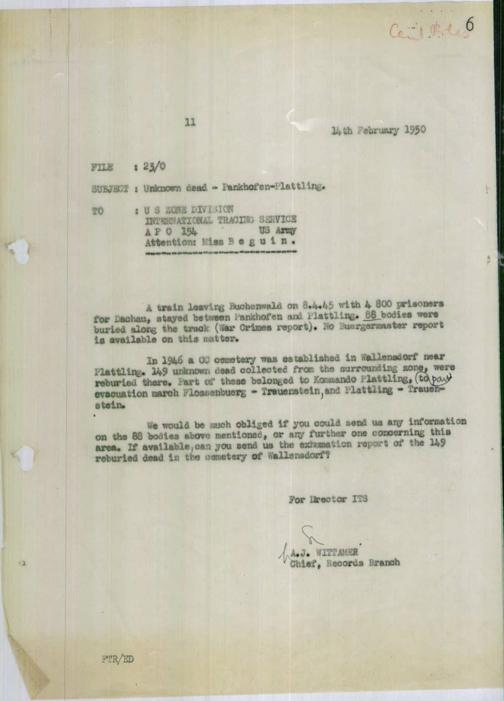 6
11
14th February 1950
FILE : 23/0
SUBJECT : Unknown dead - Pankhofen-Plattling.
TO : U S ZONE DIVISION
INTERNATIONAL TRACING SERVICE
A P O 154 US Army
Attention: Miss B e g u i n .
A train leaving Buchenwald on 8.4.45 with 4 800 prisoners
for Dachau, stayed between Pankhofen and Plattling. 88 bodies were
buried along the track (War Crimes report). No Buergermaster report
is available on this matter.
In 1946 a CC cemetery was established in Wallensdorf near
Plattling. 149 unknown dead collected from the surrounding zone, were
reburied there. Part of these belonged to Kommando Plattling, (to part
evacuation march Flossenbuerg - Trauenstein,and Plattling - Trauen-
stein.
We would be much obliged if you could send us any information
on the 88 bodies above mentioned, or any further one concerning this
area. If available,can you send us the exhumation report of the 149
reburied dead in the cemetery of Wallensdorf?
For Director ITS
A.J. WITTAMER
Chief, Records Branch
FTR/ED